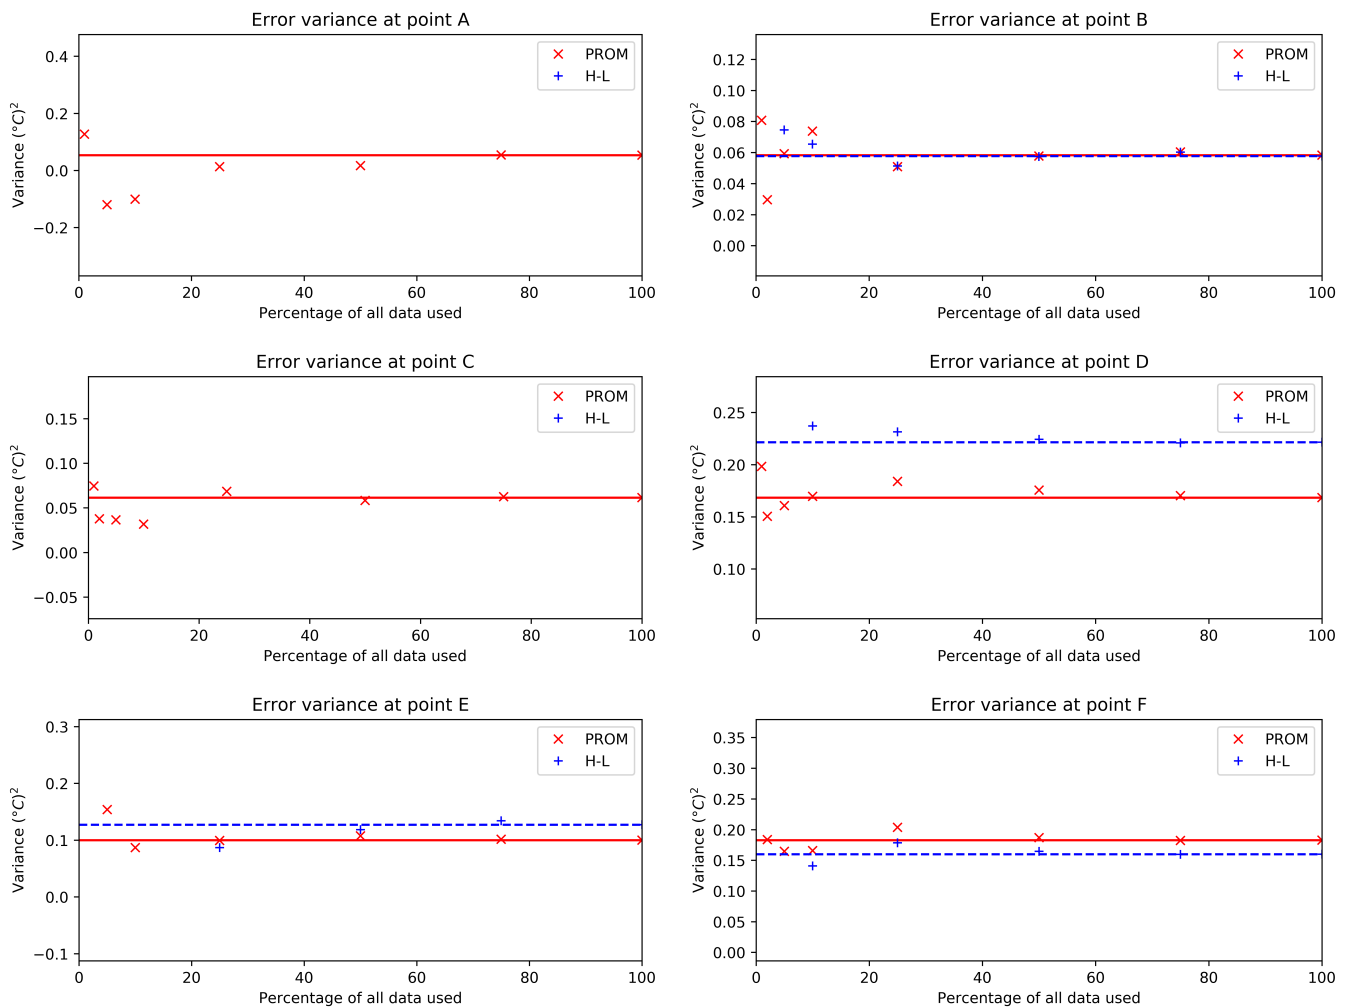 Error variance at point A
Variance (°C)²
0.4
0.2
0.0
−0.2
PROM
H-L
0 20 40 60 80 100
Percentage of all data used
Error variance at point B
Variance (°C)²
0.12
0.10
0.08
0.06
0.04
0.02
0.00
PROM
H-L
0 20 40 60 80 100
Percentage of all data used
Error variance at point C
Variance (°C)²
0.15
0.10
0.05
0.00
−0.05
PROM
H-L
0 20 40 60 80 100
Percentage of all data used
Error variance at point D
Variance (°C)²
0.25
0.20
0.15
0.10
PROM
H-L
0 20 40 60 80 100
Percentage of all data used
Error variance at point E
Variance (°C)²
0.3
0.2
0.1
0.0
−0.1
PROM
H-L
0 20 40 60 80 100
Percentage of all data used
Error variance at point F
Variance (°C)²
0.35
0.30
0.25
0.20
0.15
0.10
0.05
0.00
PROM
H-L
0 20 40 60 80 100
Percentage of all data used